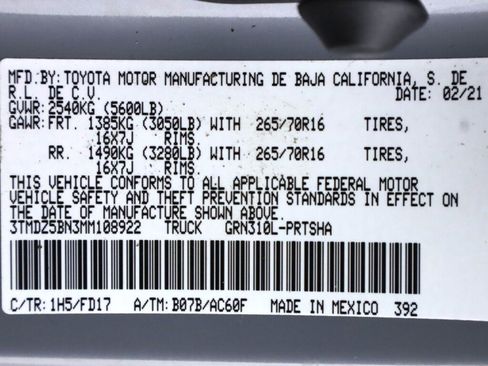 MFD.BY:TOYOTA MOTOR MANUFACTURING DE BAJA CALIFORNIA, S. DE
R.L. DE C.V. DATE: 02/21
GVWR:2540KG (5600LB)
GAWR:FRT. 1385KG (3050LB) WITH 265/70R16 TIRES,
16X7J RIMS.
RR. 1490KG (3280LB) WITH 265/70R16 TIRES,
16X7J RIMS.
THIS VEHICLE CONFORMS TO ALL APPLICABLE FEDERAL MOTOR
VEHICLE SAFETY AND THEFT PREVENTION STANDARDS IN EFFECT ON
THE DATE OF MANUFACTURE SHOWN ABOVE.
3TMDZ5BN3MM108922 TRUCK GRN310L-PRTSHA
C/TR: 1H5/FD17 A/TM: B07B/AC60F MADE IN MEXICO 392